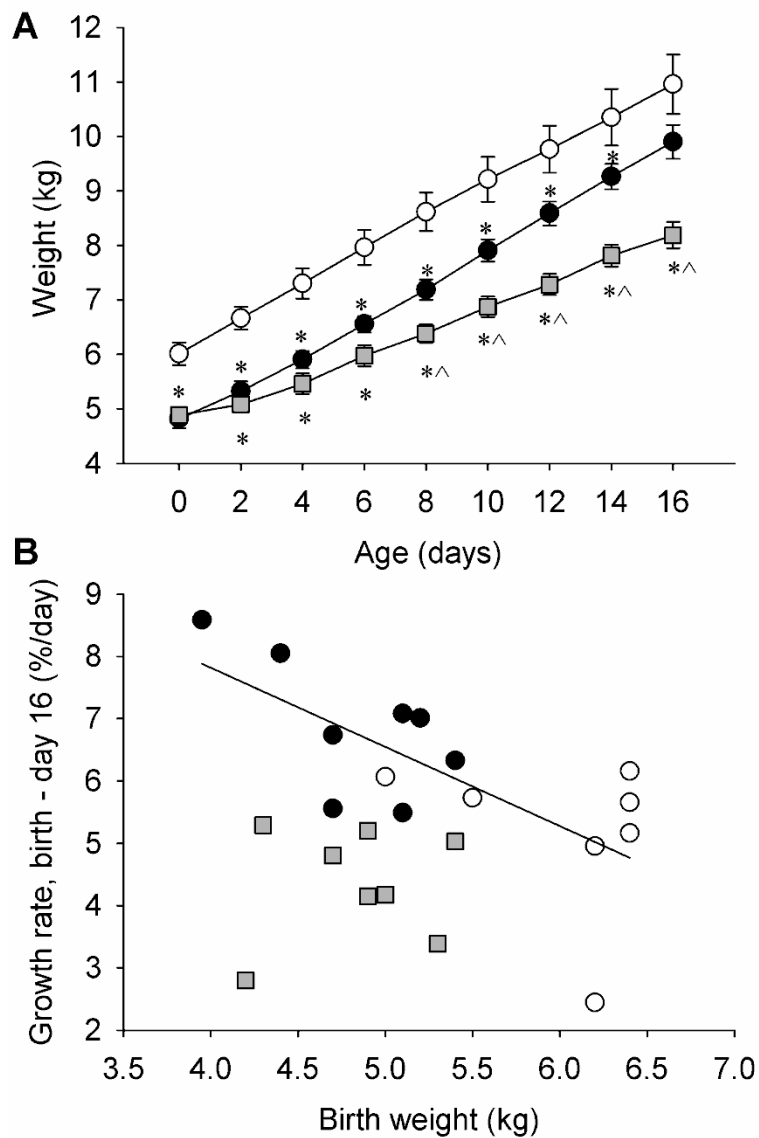 A
Weight (kg)
12
11
10
9
8
7
6
5
4
* * * * * * * *
* * * *^ *^ *^ *^ *^
0 2 4 6 8 10 12 14 16
Age (days)
B
Growth rate, birth - day 16 (%/day)
9
8
7
6
5
4
3
2
3.5 4.0 4.5 5.0 5.5 6.0 6.5 7.0
Birth weight (kg)